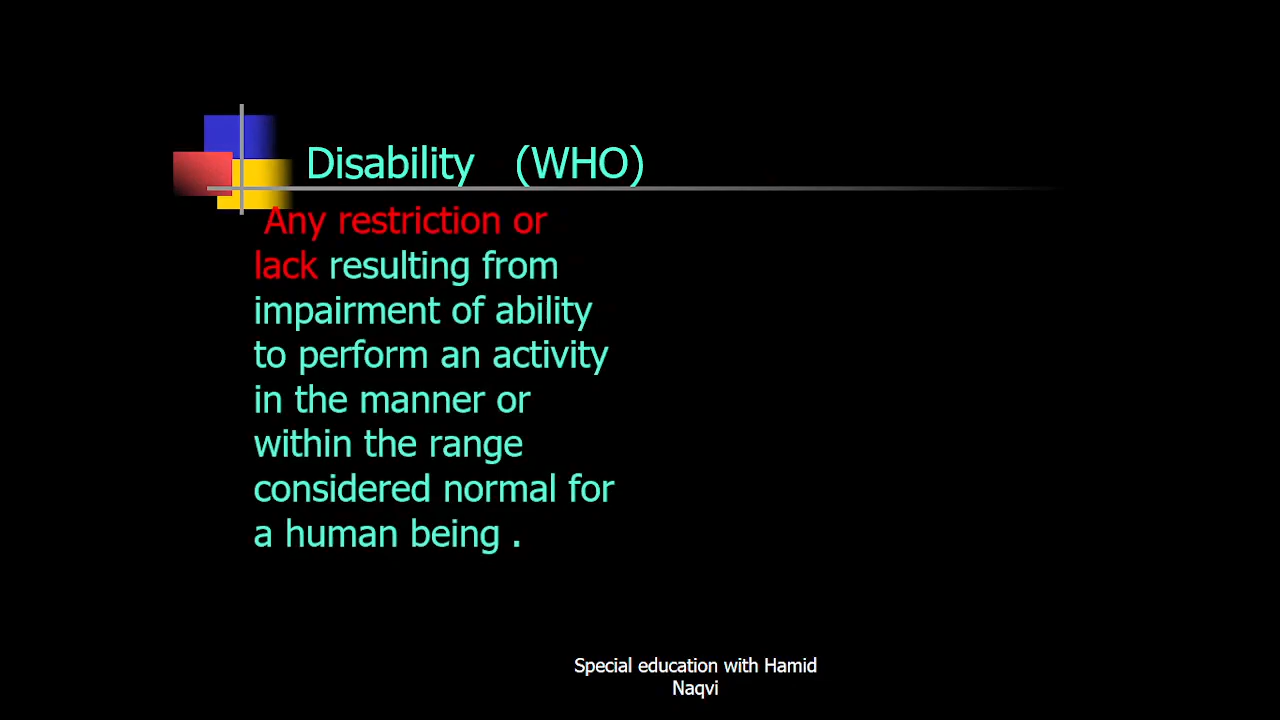 Disability (WHO)
Any restriction or
lack resulting from
impairment of ability
to perform an activity
in the manner or
within the range
considered normal for
a human being .
Special education with Hamid
Naqvi